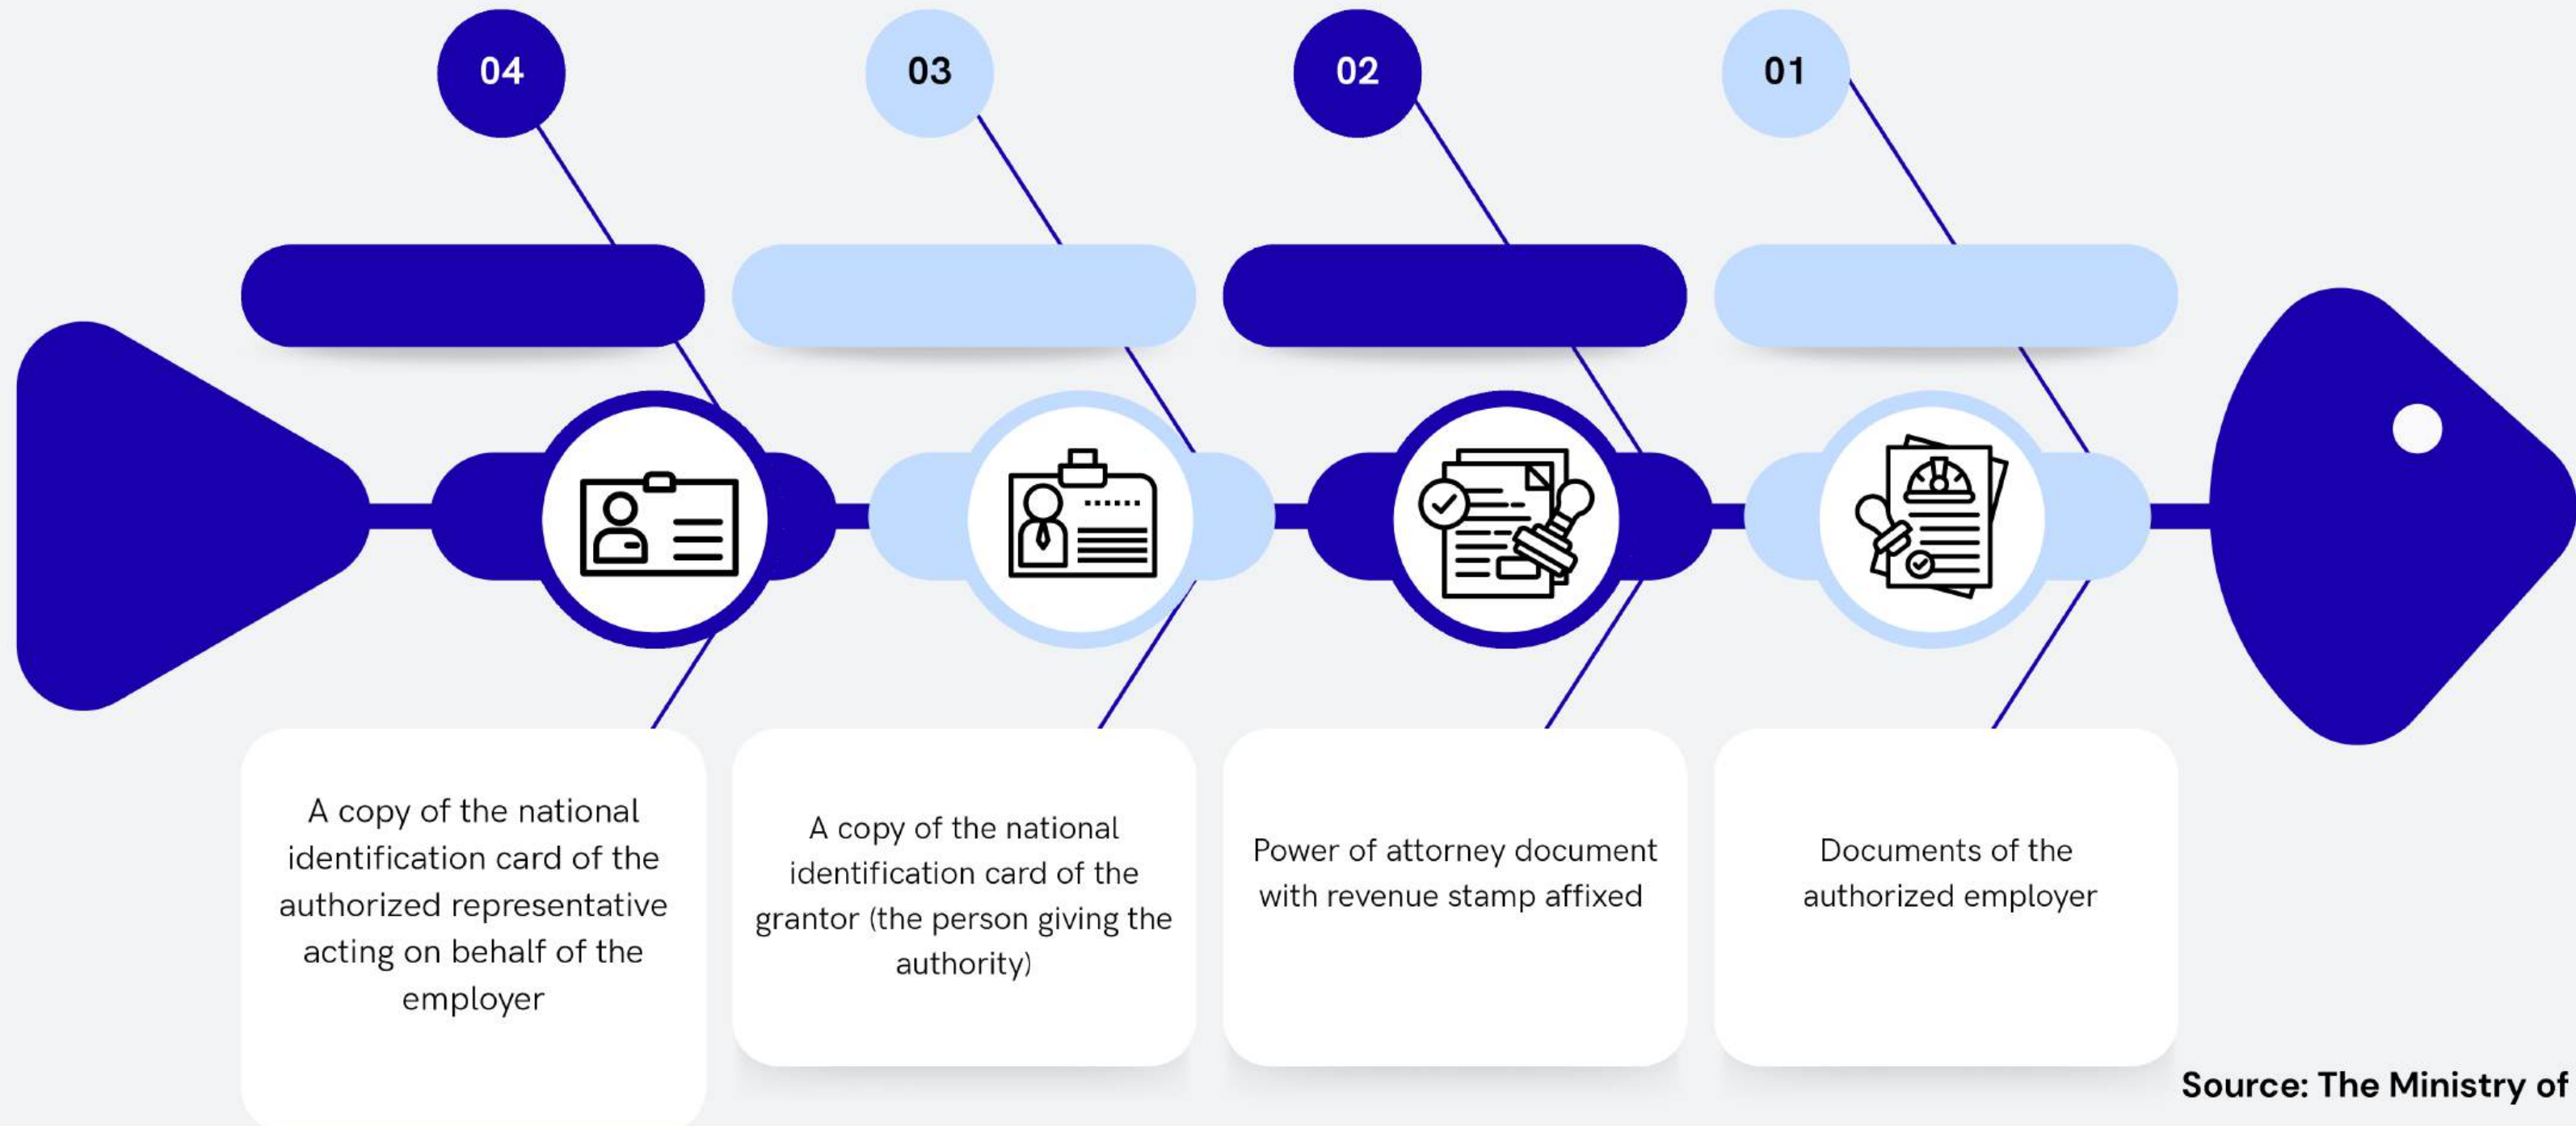 04
03
02
01
A copy of the national
identification card of the
authorized representative
acting on behalf of the
employer
A copy of the national
identification card of the
grantor (the person giving the
authority)
Power of attorney document
with revenue stamp affixed
Documents of the
authorized employer
Source: The Ministry of